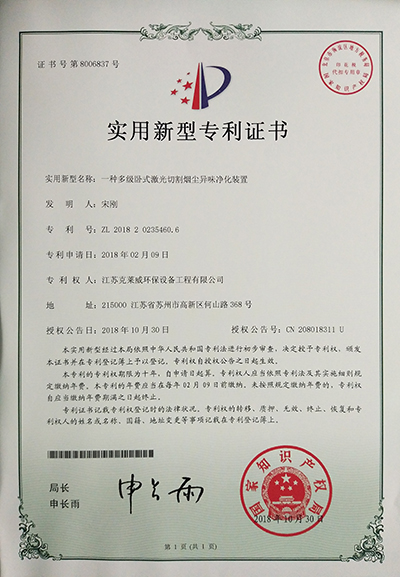 证书号第8006837号
印花税
代扣专用章
实用新型专利证书
实用新型名称：一种多级卧式激光切割烟尘异味净化装置
发明人：宋刚
专利号：ZL 2018 2 0235460.6
专利申请日：2018年02月09日
专利权人：江苏克莱威环保设备工程有限公司
地址：215000 江苏省苏州市高新区何山路368号
授权公告日：2018年10月30日 授权公告号：CN 208018311 U
本实用新型经过本局依照中华人民共和国专利法进行初步审查，决定授予专利权，颁发
本证书并在专利登记簿上予以登记。专利权自授权公告之日起生效。
本专利的专利权期限为十年，自申请日起算。专利权人应当依照专利法及其实施细则规
定缴纳年费。本专利的年费应当在每年02月09日前缴纳。未按照规定缴纳年费的，专利权
自应当缴纳年费期满之日起终止。
专利证书记载专利权登记时的法律状况。专利权的转移、质押、无效、终止、恢复和专
利权人的姓名或名称、国籍、地址变更等事项记载在专利登记簿上。
局长
申长雨
申长雨
国家知识产权局
2018年10月30日
第1页(共1页)